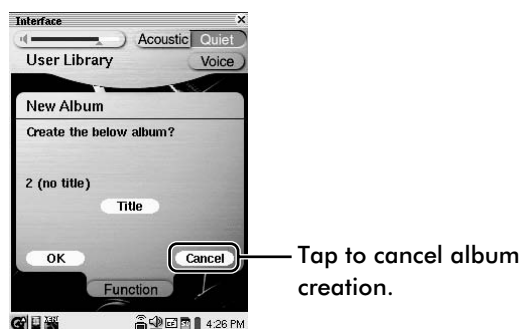 Interface ×
Acoustic Quiet
User Library Voice
New Album
Create the below album?
2 (no title)
Title
OK Cancel
Tap to cancel album
creation.
Function
4:26 PM